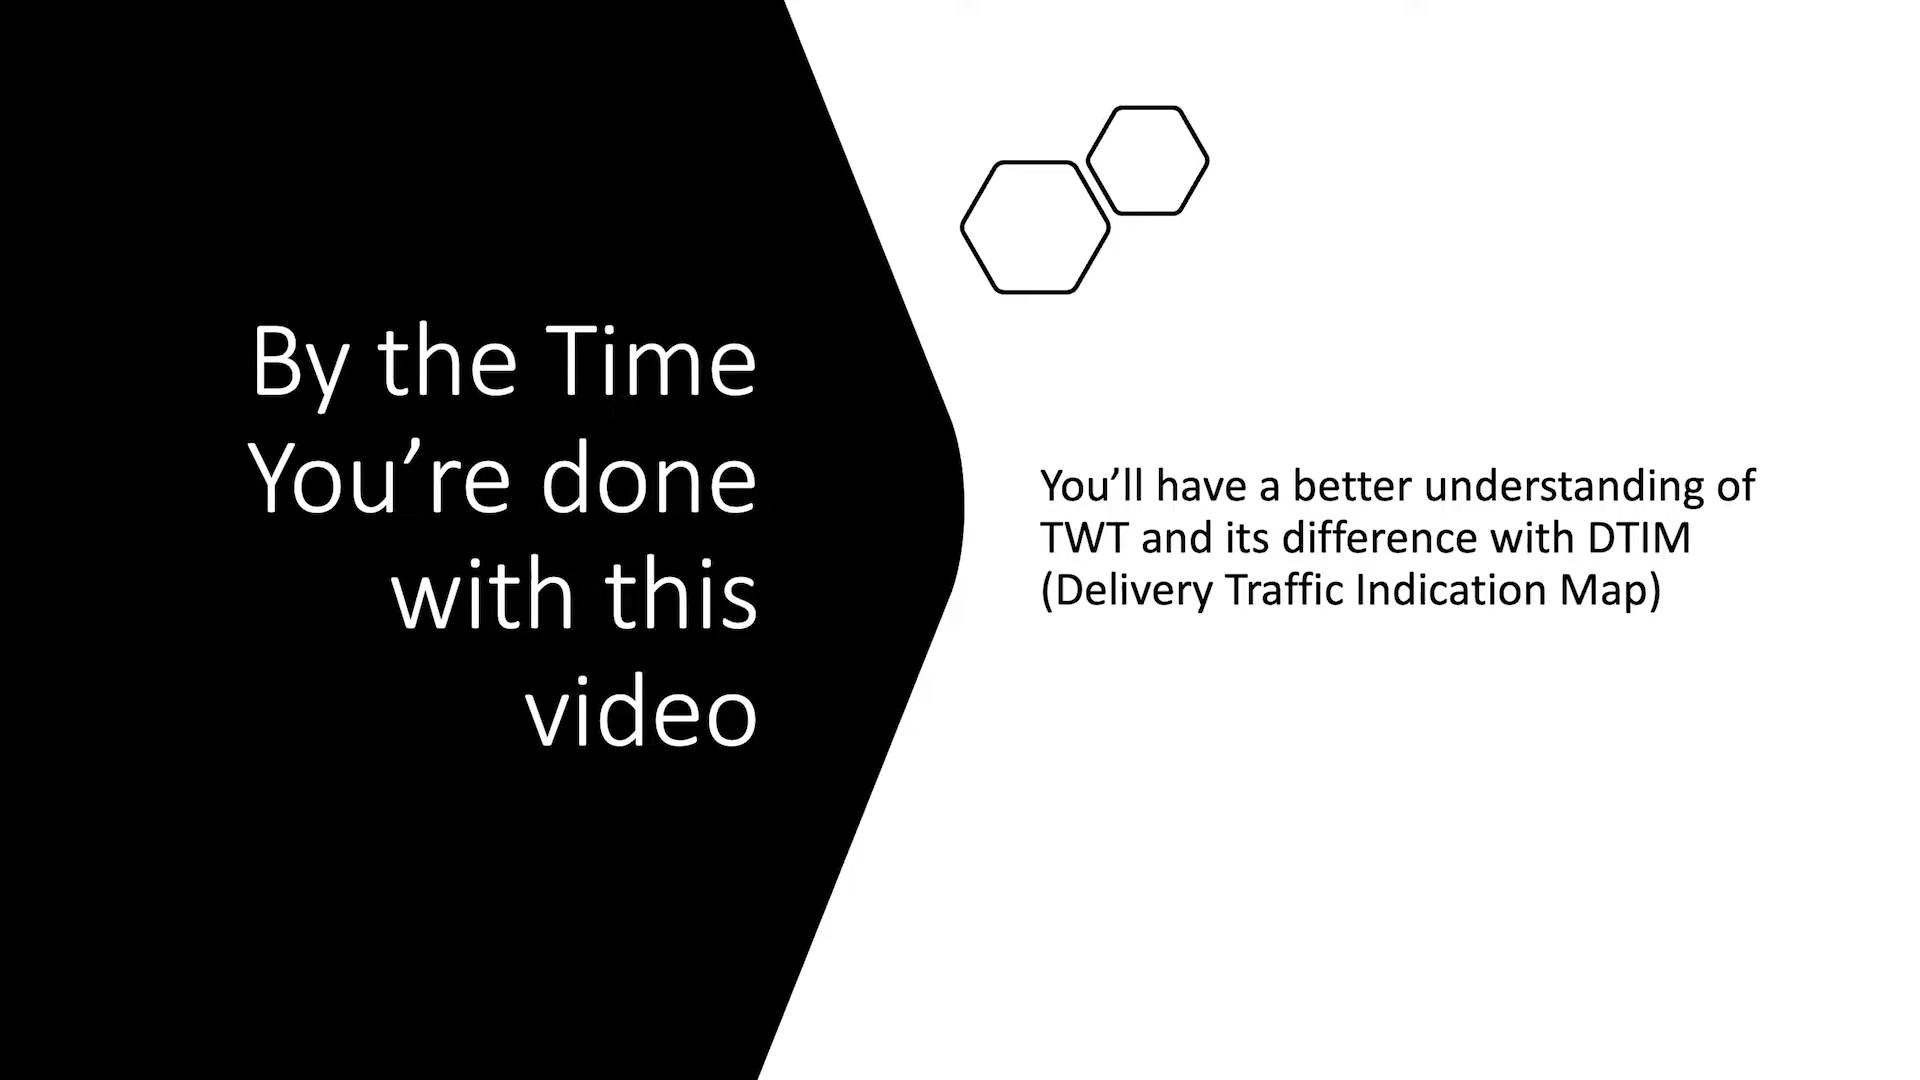 By the Time
You’re done
with this
video
You’ll have a better understanding of
TWT and its difference with DTIM
(Delivery Traffic Indication Map)